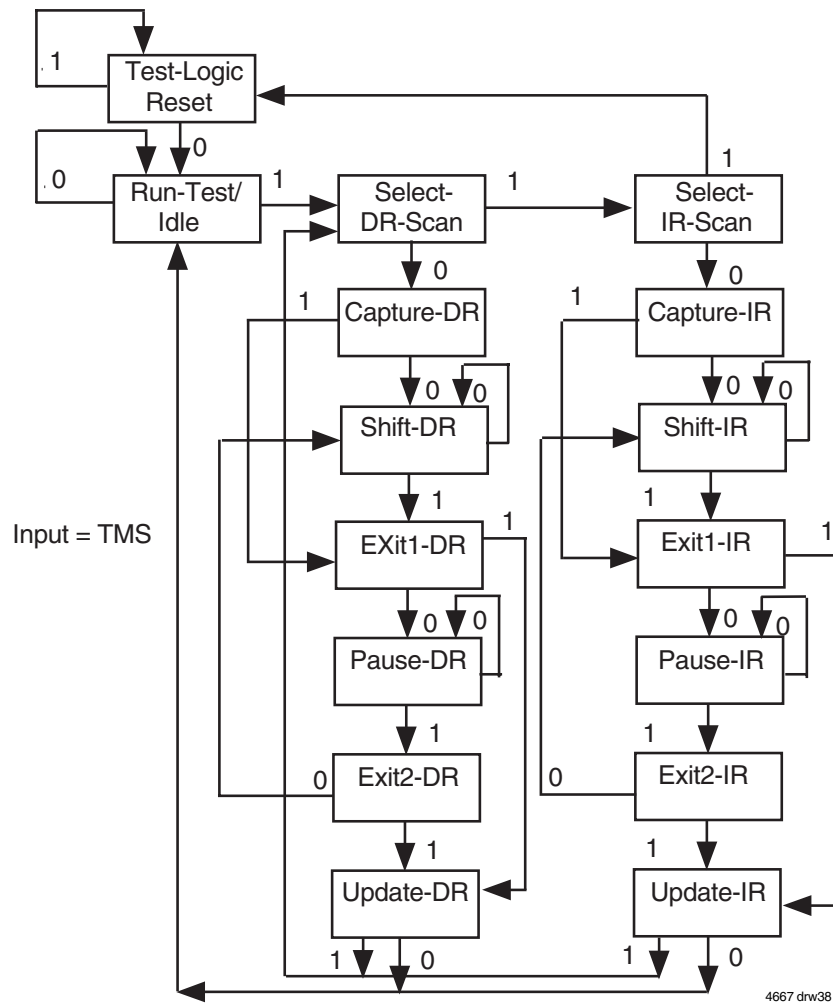 . 1
Test-Logic
Reset
0
1
. 0
Run-Test/
Idle
1
Select-
DR-Scan
1
Select-
IR-Scan
0
0
1
Capture-DR
1
Capture-IR
0
0
0
0
Shift-DR
Shift-IR
1
1
Input = TMS
EXit1-DR
1
Exit1-IR
1
0
0
0
0
Pause-DR
Pause-IR
1
1
0
Exit2-DR
0
Exit2-IR
1
1
Update-DR
Update-IR
1
0
1
0
4667 drw38